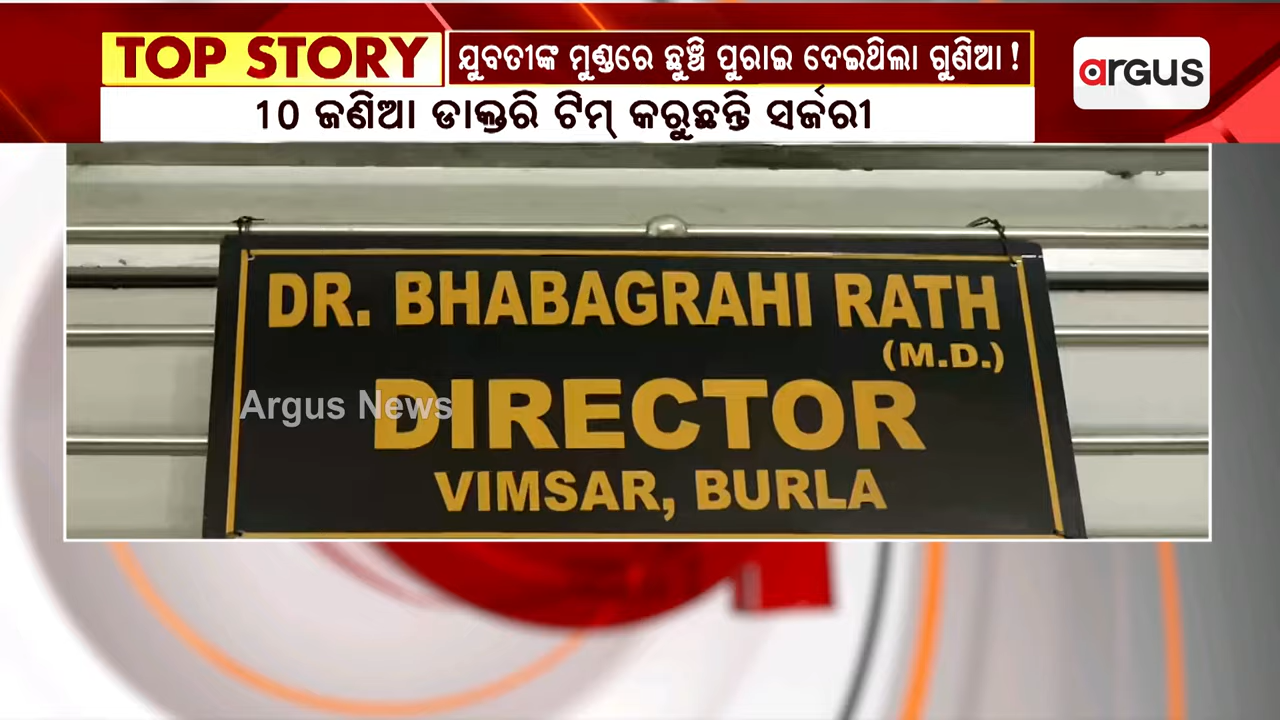 TOP STORY
ଯୁବତୀଙ୍କ ମୁଣ୍ଡରେ ଛୁଞ୍ଚି ପୁରାଇ ଦେଇଥିଲା ଗୁଣିଆ !
argus
10 ଜଣିଆ ଡାକ୍ତରି ଟିମ୍ କରୁଛନ୍ତି ସର୍ଜରୀ
DR. BHABAGRAHI RATH
(M.D.)
Argus News
DIRECTOR
VIMSAR, BURLA